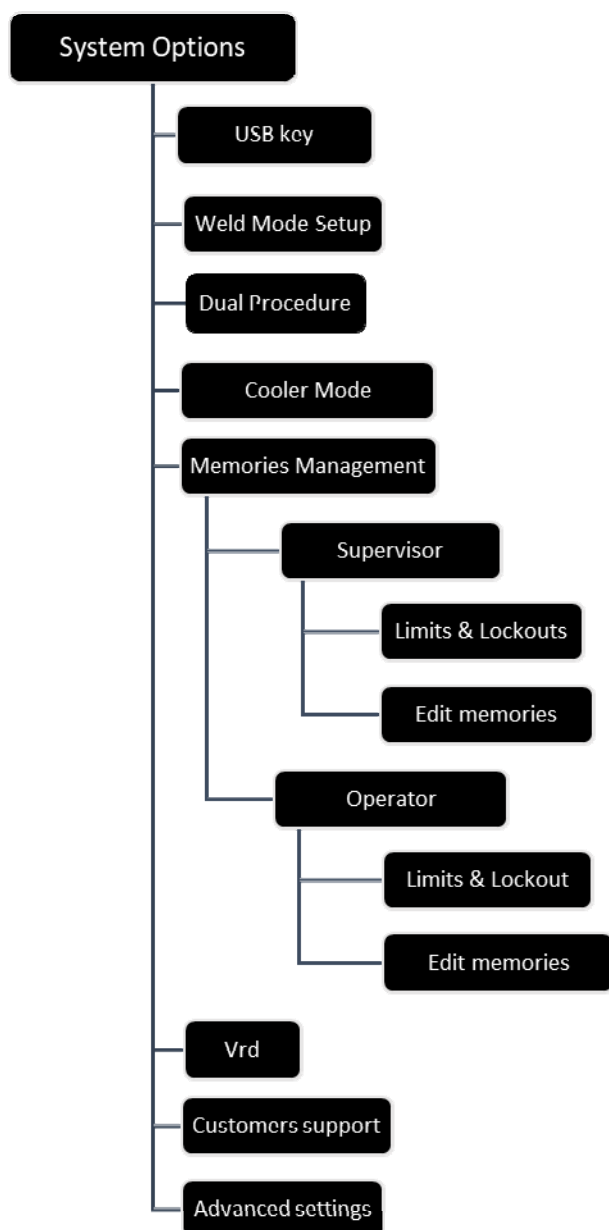 System Options
USB key
Weld Mode Setup
Dual Procedure
Cooler Mode
Memories Management
Supervisor
Limits & Lockouts
Edit memories
Operator
Limits & Lockout
Edit memories
Vrd
Customers support
Advanced settings